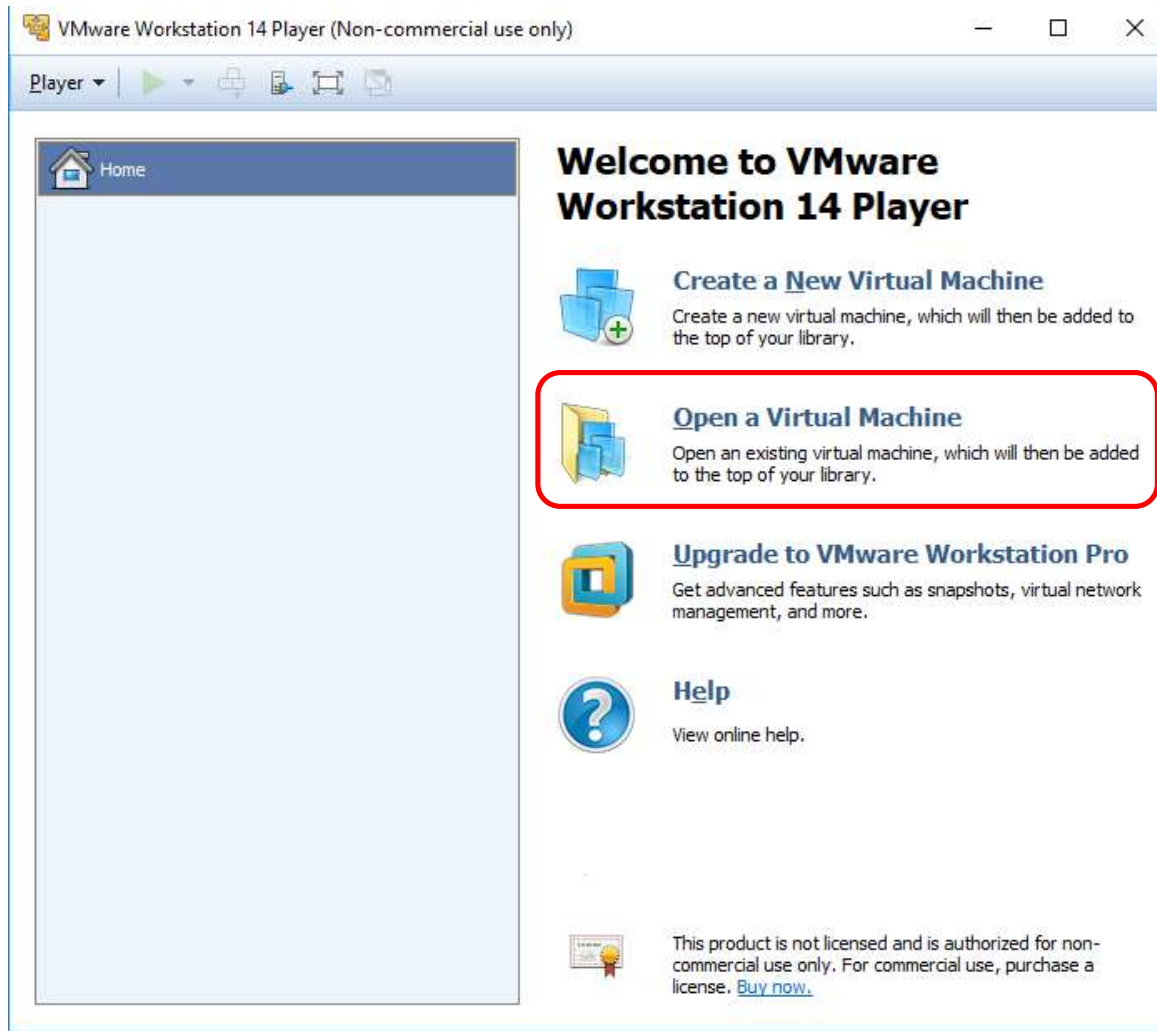 VMware Workstation 14 Player (Non-commercial use only)
Player
Home
Welcome to VMware
Workstation 14 Player
Create a New Virtual Machine
Create a new virtual machine, which will then be added to
the top of your library.
Open a Virtual Machine
Open an existing virtual machine, which will then be added
to the top of your library.
Upgrade to VMware Workstation Pro
Get advanced features such as snapshots, virtual network
management, and more.
Help
View online help.
This product is not licensed and is authorized for non-
commercial use only. For commercial use, purchase a
license. Buy now.